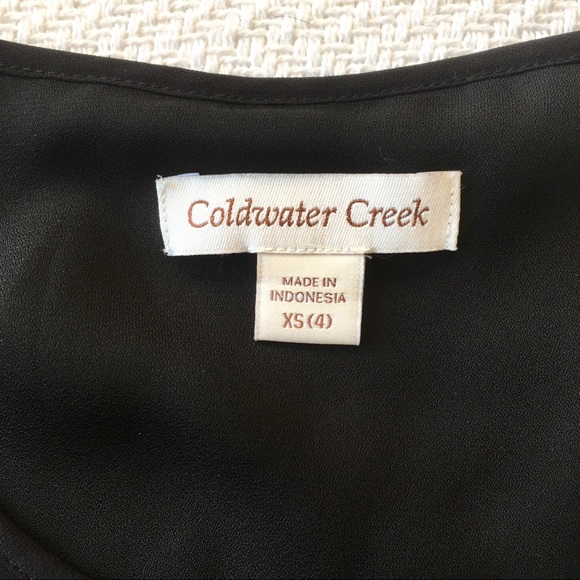 Coldwater Creek
MADE IN
INDONESIA
XS (4)